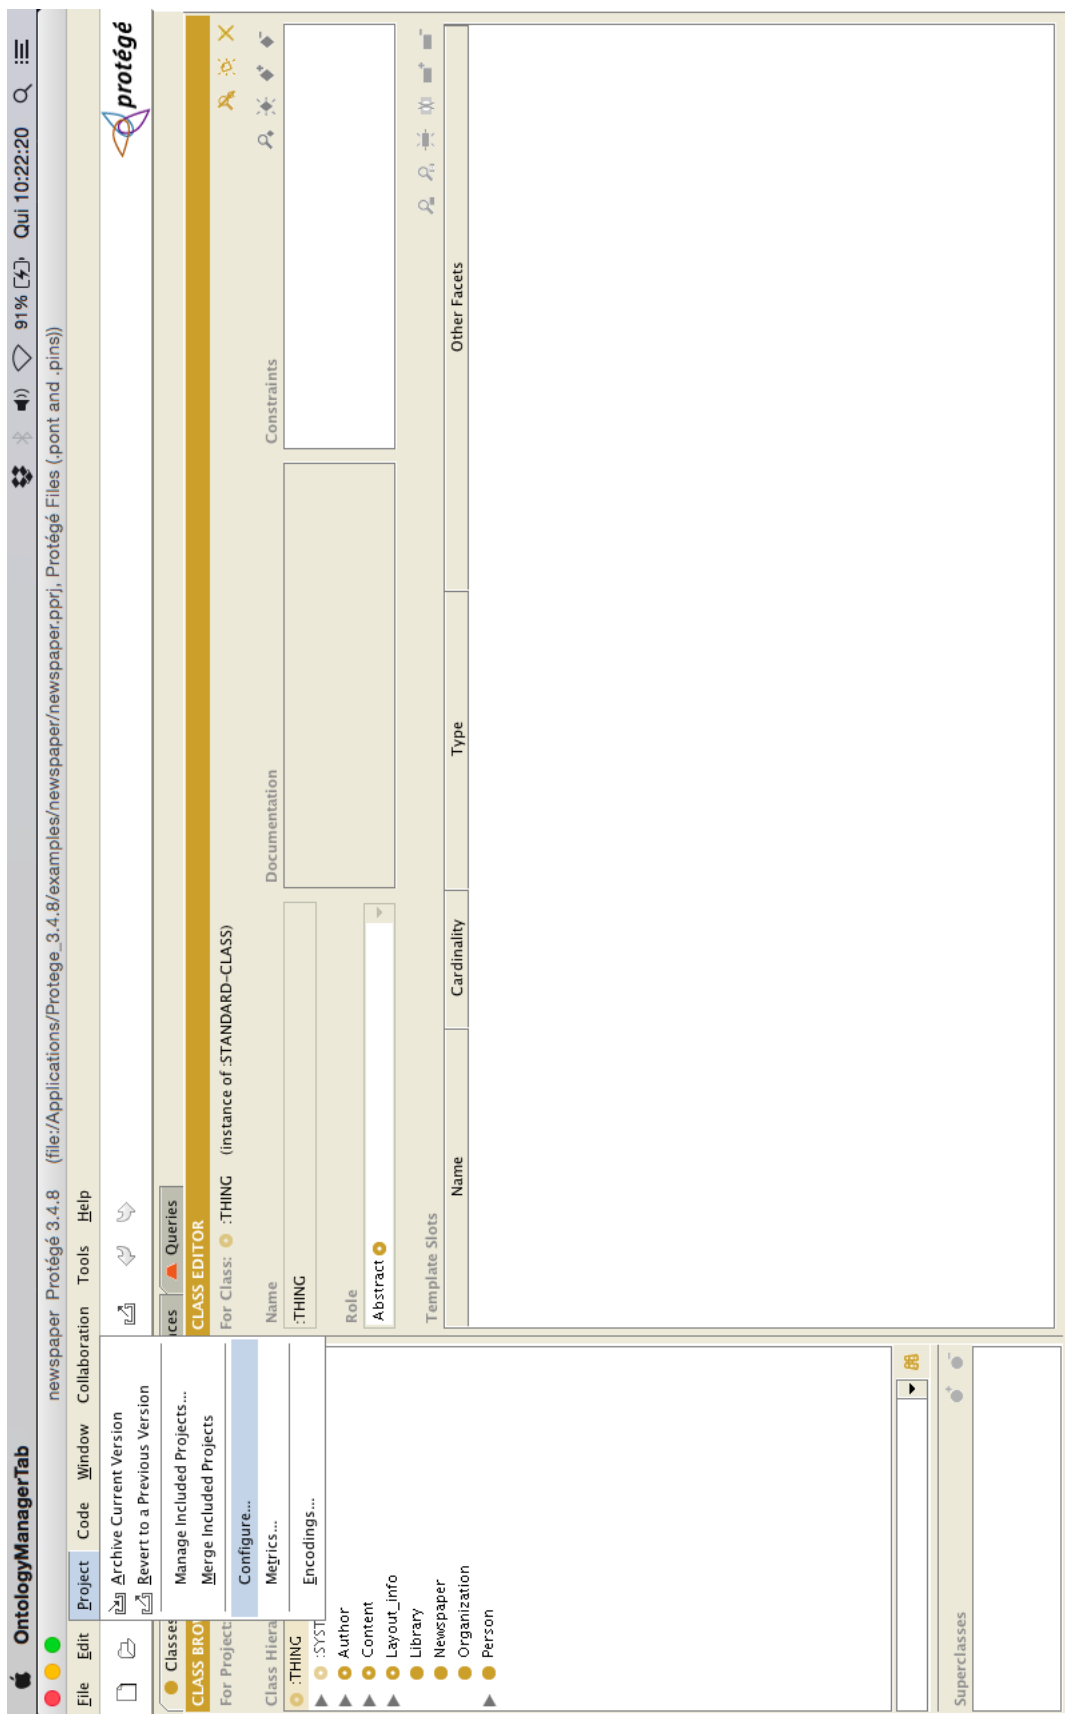 OntologyManagerTab
91%
Qui 10:22:20
newspaper Protégé 3.4.8 (file:/Applications/Protege_3.4.8/examples/newspaper/newspaper.pprj, Protégé Files (.pont and .pins))
File Edit Project Code Window Collaboration Tools Help
protégé
Archive Current Version
Revert to a Previous Version
Manage Included Projects...
Merge Included Projects
Configure...
Metrics...
Encodings...
Classes
ces
Queries
CLASS BRO
For Project:
Class Hiera
:THING
:SYST
Author
Content
Layout_info
Library
Newspaper
Organization
Person
Superclasses
CLASS EDITOR
For Class: :THING (instance of :STANDARD-CLASS)
Name
:THING
Documentation
Constraints
Role
Abstract
Template Slots
Name Cardinality Type Other Facets